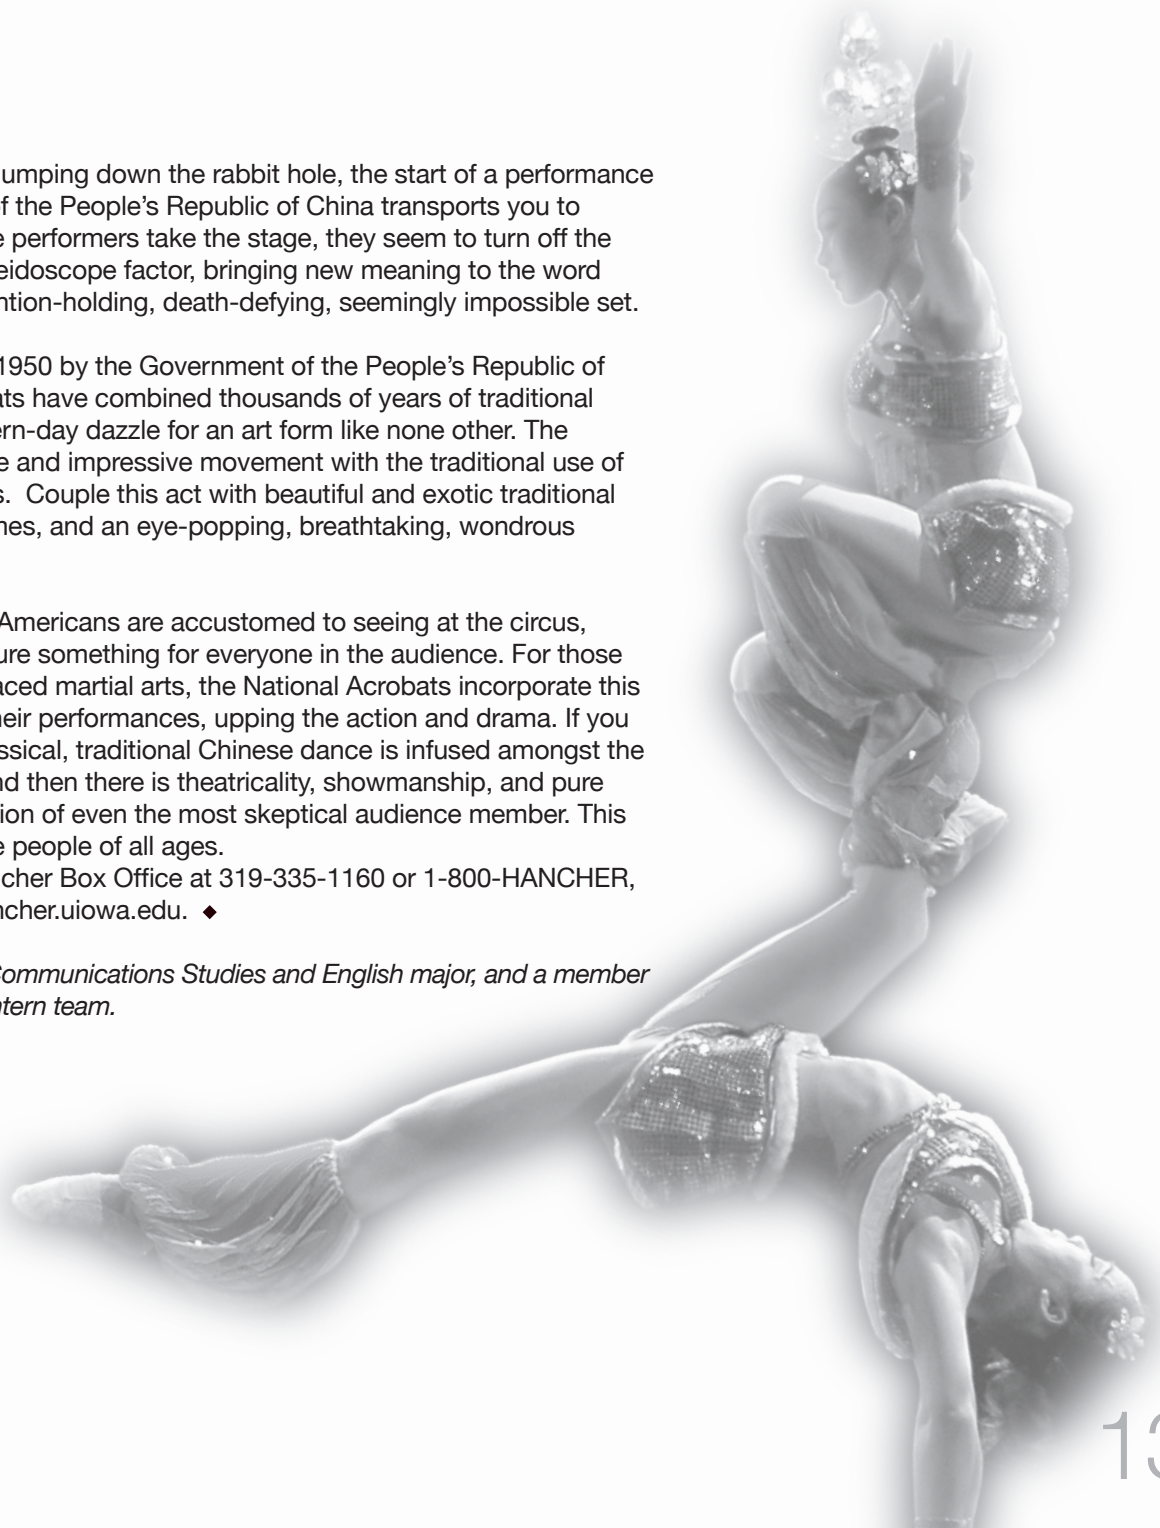 umping down the rabbit hole, the start of a performance
f the People’s Republic of China transports you to
e performers take the stage, they seem to turn off the
eidoscope factor, bringing new meaning to the word
ntion-holding, death-defying, seemingly impossible set.
1950 by the Government of the People’s Republic of
ats have combined thousands of years of traditional
ern-day dazzle for an art form like none other. The
e and impressive movement with the traditional use of
s.  Couple this act with beautiful and exotic traditional
nes, and an eye-popping, breathtaking, wondrous
Americans are accustomed to seeing at the circus,
ure something for everyone in the audience. For those
aced martial arts, the National Acrobats incorporate this
heir performances, upping the action and drama. If you
ssical, traditional Chinese dance is infused amongst the
nd then there is theatricality, showmanship, and pure
tion of even the most skeptical audience member. This
e people of all ages.
cher Box Office at 319-335-1160 or 1-800-HANCHER,
ncher.uiowa.edu. ◆
Communications Studies and English major, and a member
ntern team.
13